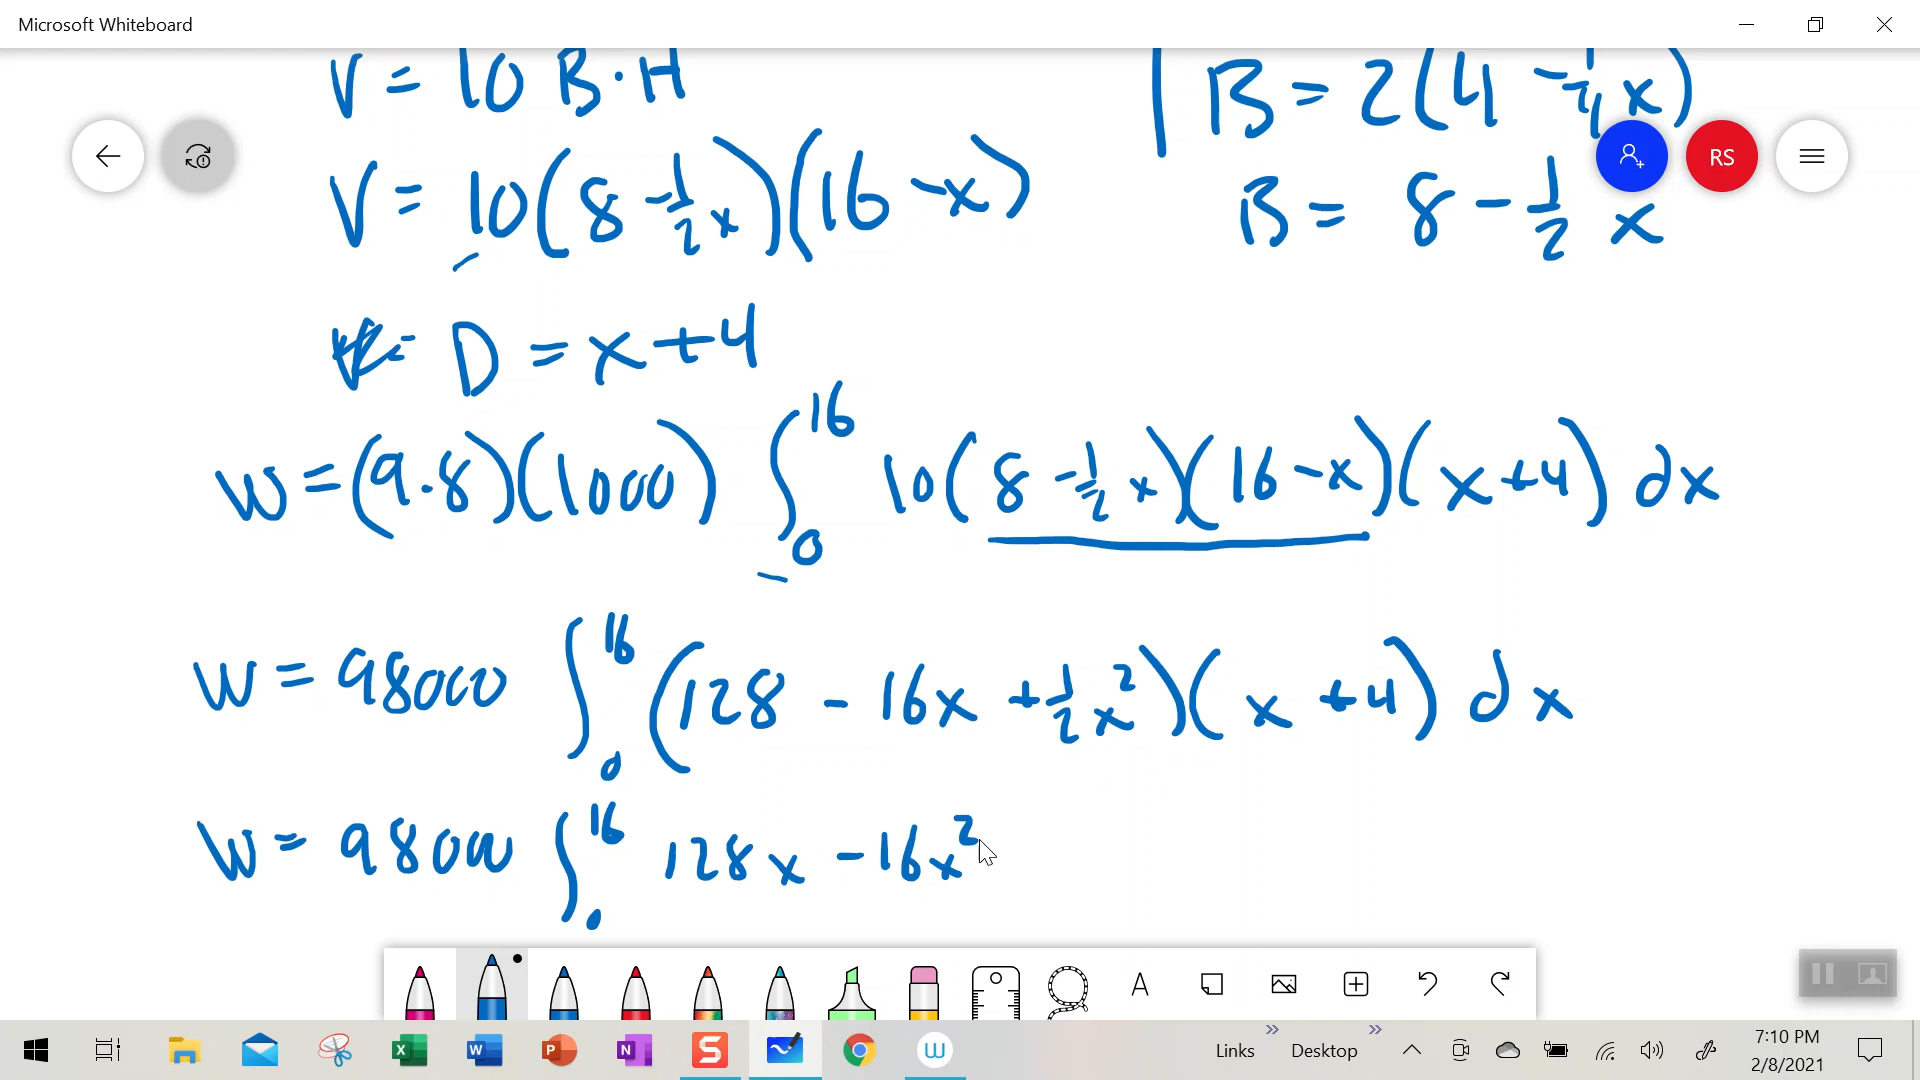 Microsoft Whiteboard
V = 10 B · H
B = 2(4 - 1/4 x)
RS
V = 10(8 - 1/2 x)(16 - x)
B = 8 - 1/2 x
D = x + 4
W = (9.8)(1000) ∫₀¹⁶ 10(8 - 1/2 x)(16 - x)(x + 4) dx
W = 98000 ∫₀¹⁶ (128 - 16x + 1/2 x²)(x + 4) dx
W = 98000 ∫₀¹⁶ 128x - 16x²
Links
Desktop
7:10 PM
2/8/2021